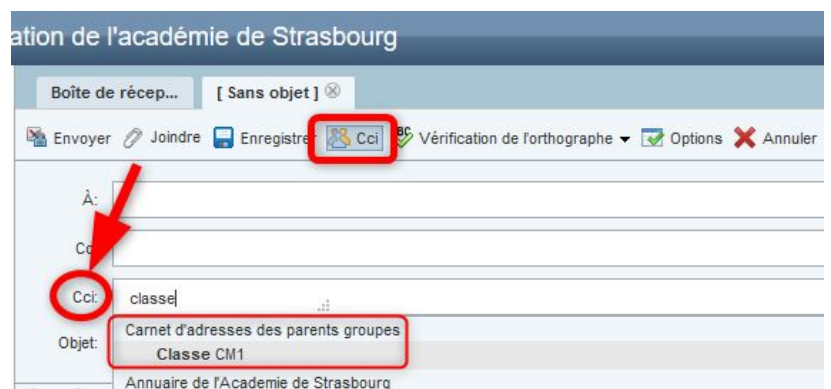 ation de l'académie de Strasbourg
Boîte de récep... [ Sans objet ]
Envoyer Joindre Enregistrer Cci Vérification de l'orthographe Options Annuler
À:
Cc
Cci: classe
Carnet d'adresses des parents groupes
Objet:
Classe CM1
Annuaire de l'Academie de Strasbourg